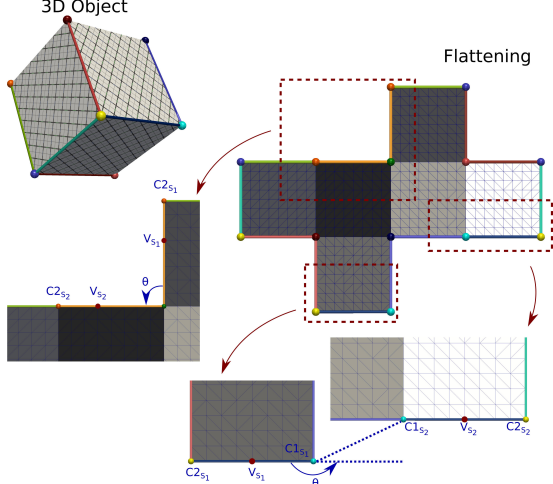 3D Object
Flattening
C2S₁
VS₁
θ
C2S₂
VS₂
C1S₂
VS₂
C2S₂
C1S₁
C2S₁
VS₁
θ